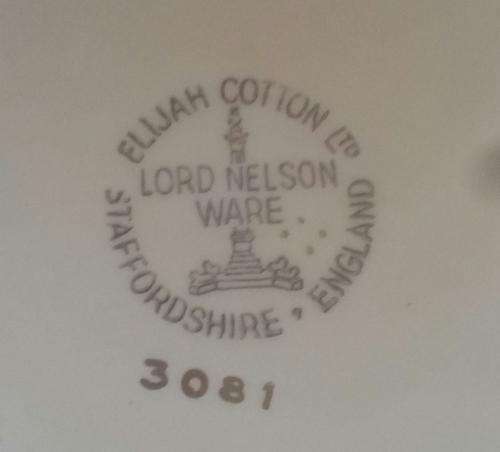 ELIJAH COTTON LTD
LORD NELSON
WARE
STAFFORDSHIRE, ENGLAND
3081